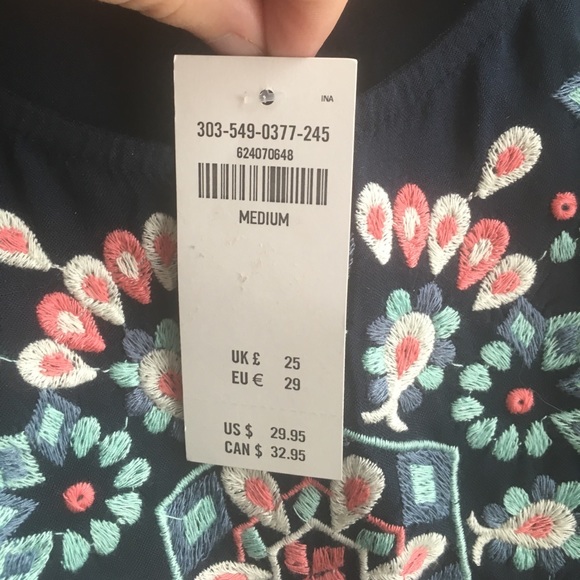 INA
303-549-0377-245
624070648
MEDIUM
UK £ 25
EU € 29
US $ 29.95
CAN $ 32.95